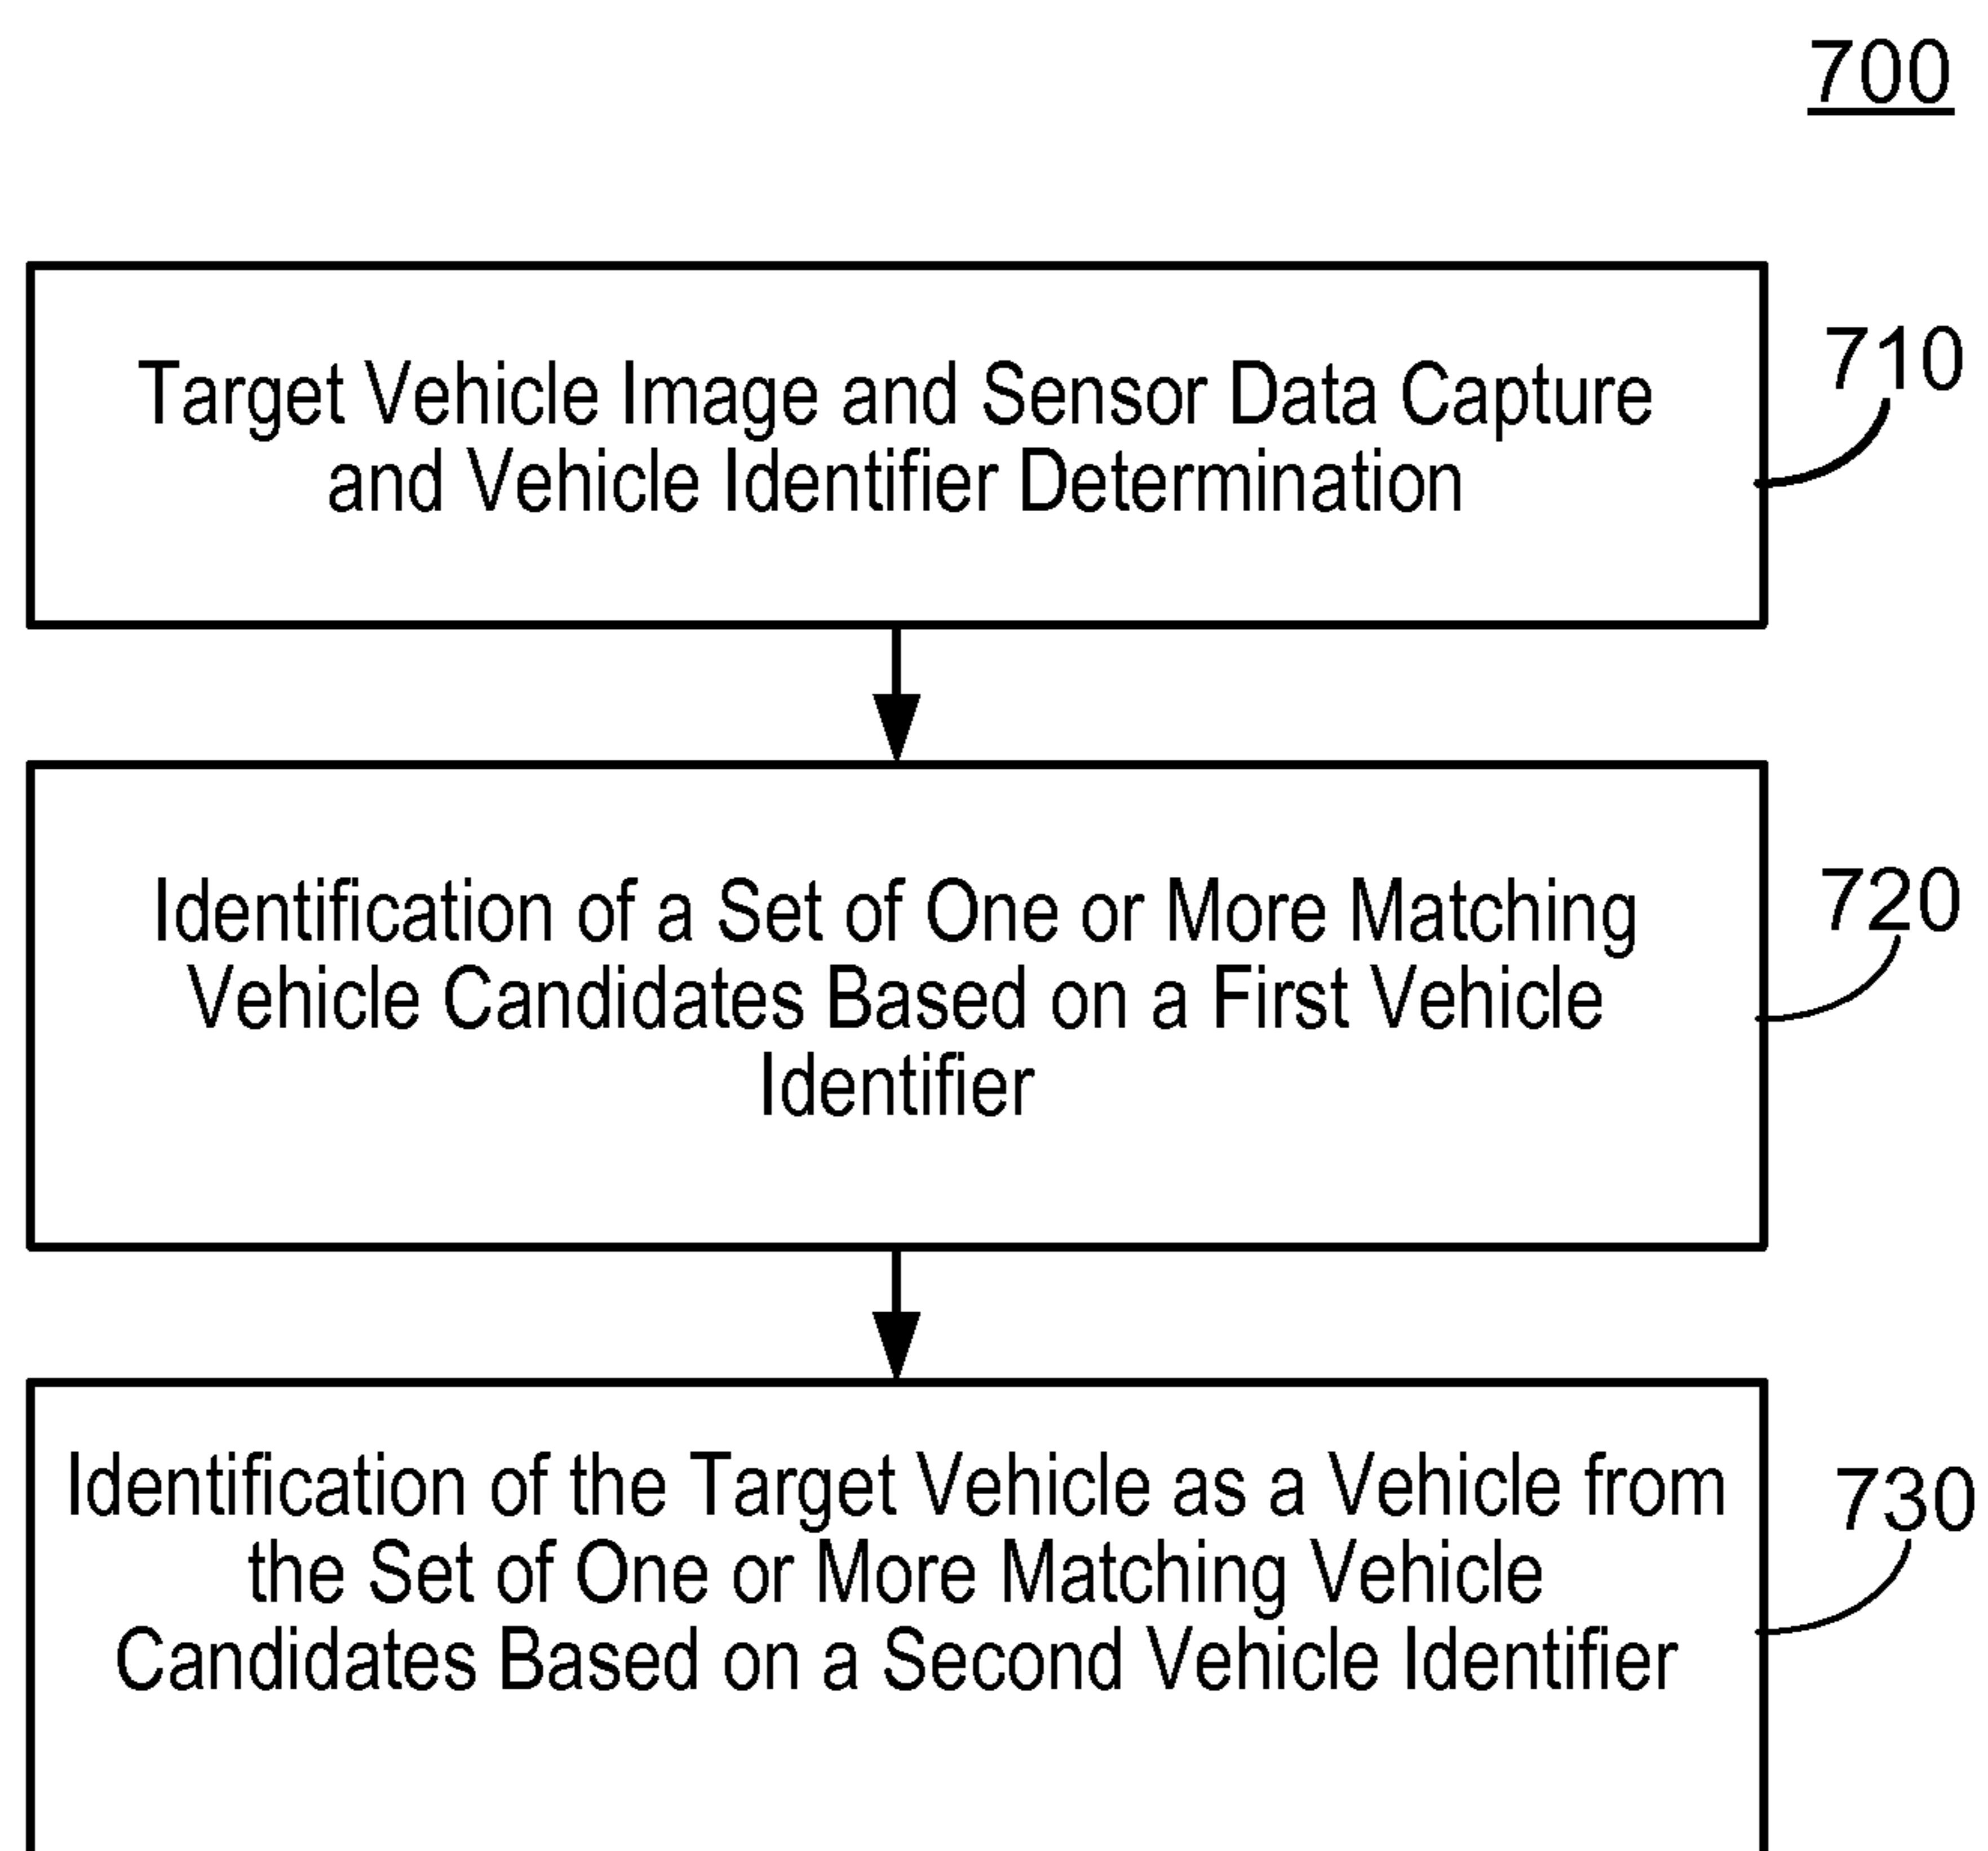 700
Target Vehicle Image and Sensor Data Capture
and Vehicle Identifier Determination
710
Identification of a Set of One or More Matching
Vehicle Candidates Based on a First Vehicle
Identifier
720
Identification of the Target Vehicle as a Vehicle from
the Set of One or More Matching Vehicle
Candidates Based on a Second Vehicle Identifier
730